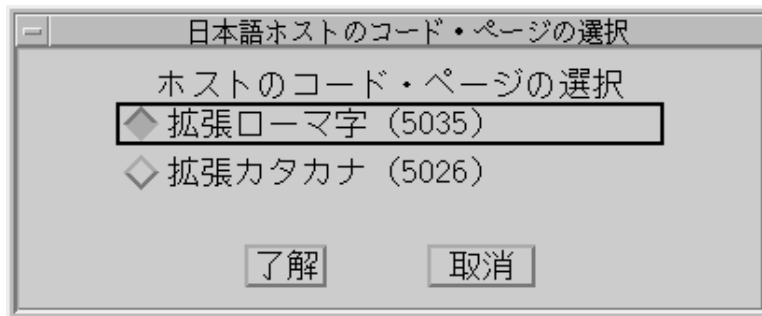 日本語ホストのコード・ページの選択
ホストのコード・ページの選択
拡張ローマ字 (5035)
拡張カタカナ (5026)
了解 取消